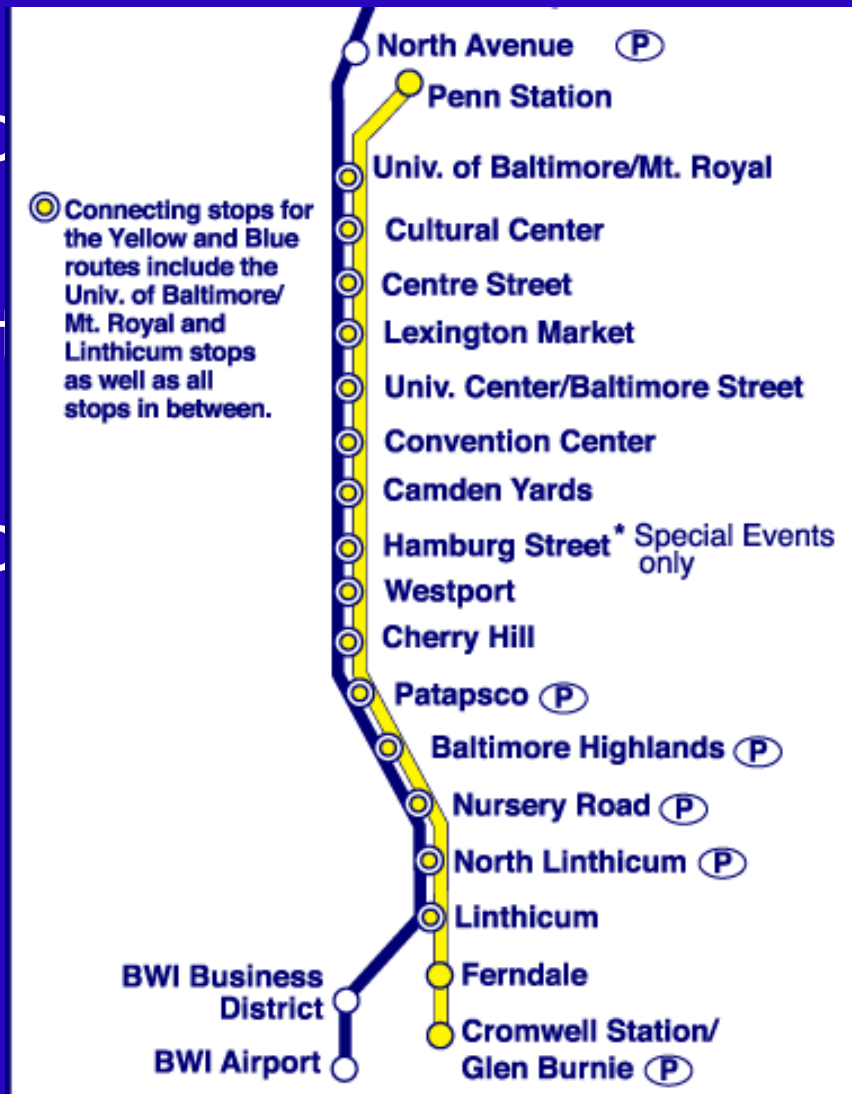 North Avenue P
Penn Station
Univ. of Baltimore/Mt. Royal
Connecting stops for
the Yellow and Blue
routes include the
Univ. of Baltimore/
Mt. Royal and
Linthicum stops
as well as all
stops in between.
Cultural Center
Centre Street
Lexington Market
Univ. Center/Baltimore Street
Convention Center
Camden Yards
Hamburg Street* Special Events
only
Westport
Cherry Hill
Patapsco P
Baltimore Highlands P
Nursery Road P
North Linthicum P
Linthicum
BWI Business
District
Ferndale
BWI Airport
Cromwell Station/
Glen Burnie P